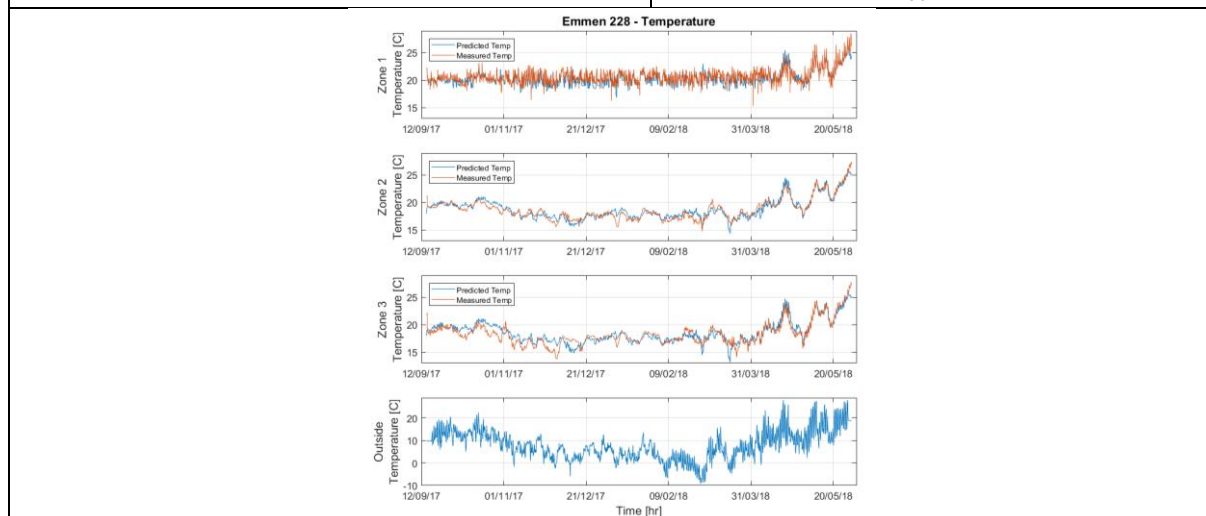 Emmen 228 - Temperature
Zone 1
Temperature [C]
25
20
15
Predicted Temp
Measured Temp
12/09/17 01/11/17 21/12/17 09/02/18 31/03/18 20/05/18
Zone 2
Temperature [C]
25
20
15
Predicted Temp
Measured Temp
12/09/17 01/11/17 21/12/17 09/02/18 31/03/18 20/05/18
Zone 3
Temperature [C]
25
20
15
Predicted Temp
Measured Temp
12/09/17 01/11/17 21/12/17 09/02/18 31/03/18 20/05/18
Outside
Temperature [C]
20
10
0
-10
12/09/17 01/11/17 21/12/17 09/02/18 31/03/18 20/05/18
Time [hr]